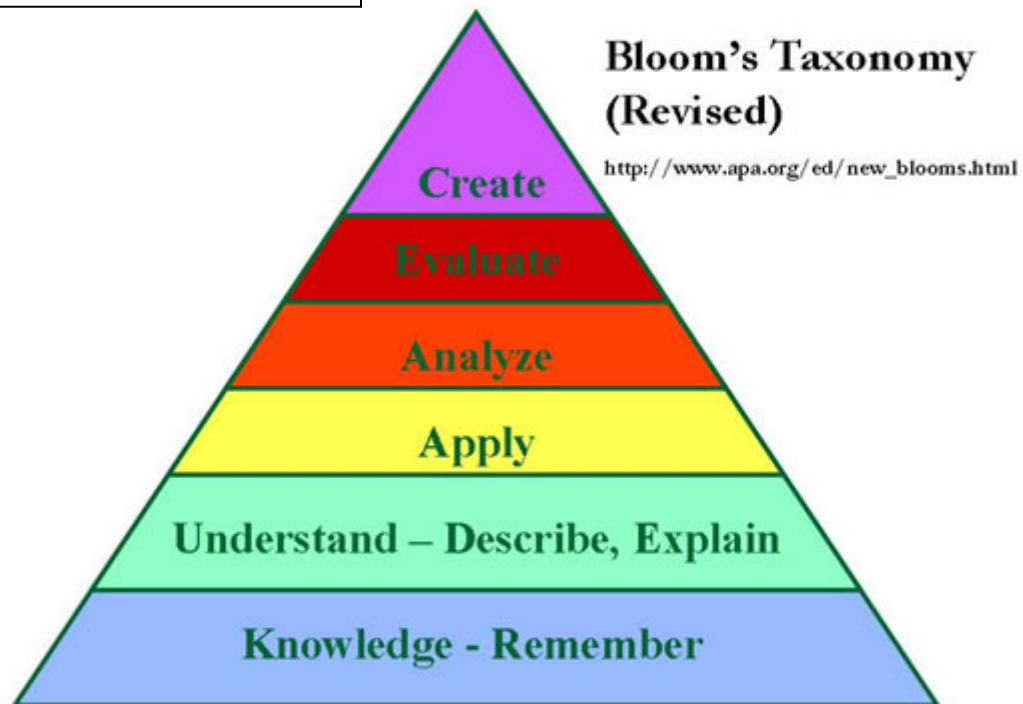 Bloom's Taxonomy
(Revised)
http://www.apa.org/ed/new_blooms.html
Create
Evaluate
Analyze
Apply
Understand – Describe, Explain
Knowledge - Remember